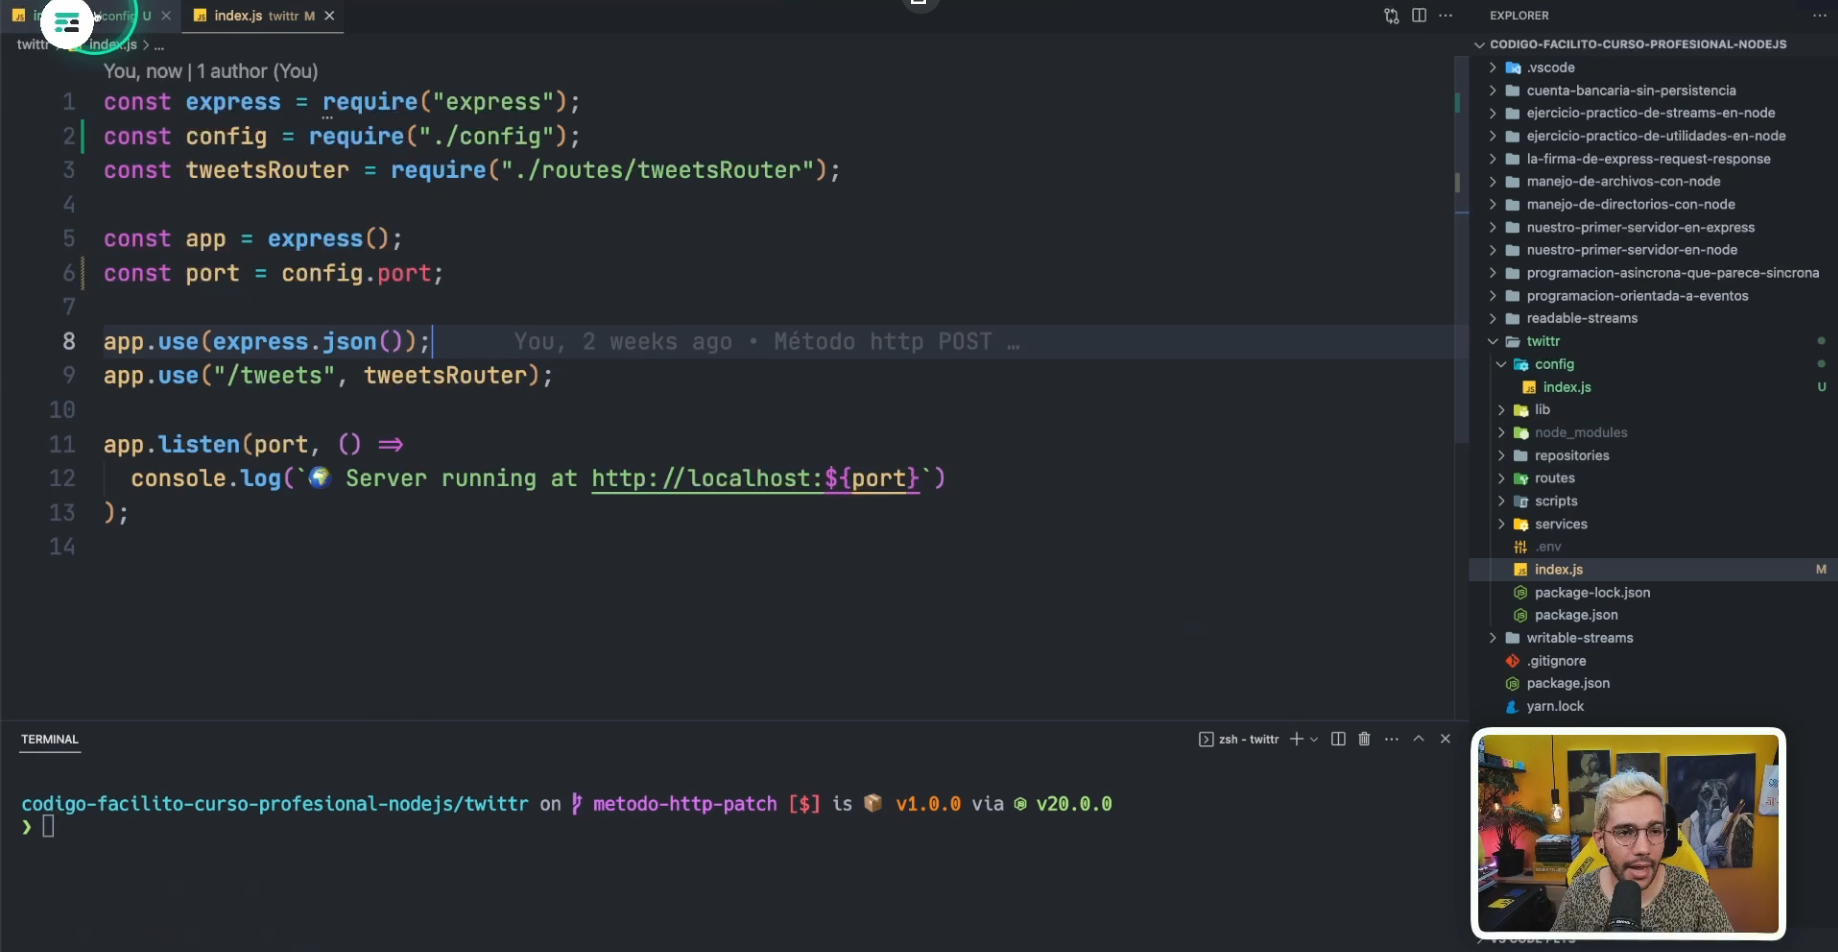 config U
index.js twittr M
twittr
index.js > ...
You, now | 1 author (You)
1 const express = require("express");
2 const config = require("./config");
3 const tweetsRouter = require("./routes/tweetsRouter");
4
5 const app = express();
6 const port = config.port;
7
8 app.use(express.json()); You, 2 weeks ago • Método http POST …
9 app.use("/tweets", tweetsRouter);
10
11 app.listen(port, () =>
12 console.log(`🌍 Server running at http://localhost:${port}`)
13 );
14
TERMINAL
zsh - twittr
codigo-facilito-curso-profesional-nodejs/twittr on metodo-http-patch [$] is 📦 v1.0.0 via v20.0.0
❯
EXPLORER
CODIGO-FACILITO-CURSO-PROFESIONAL-NODEJS
.vscode
cuenta-bancaria-sin-persistencia
ejercicio-practico-de-streams-en-node
ejercicio-practico-de-utilidades-en-node
la-firma-de-express-request-response
manejo-de-archivos-con-node
manejo-de-directorios-con-node
nuestro-primer-servidor-en-express
nuestro-primer-servidor-en-node
programacion-asincrona-que-parece-sincrona
programacion-orientada-a-eventos
readable-streams
twittr
config
index.js U
lib
node_modules
repositories
routes
scripts
services
.env
index.js M
package-lock.json
package.json
writable-streams
.gitignore
package.json
yarn.lock